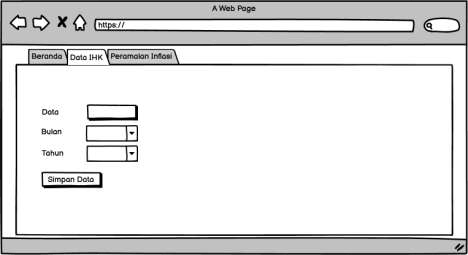 A Web Page
https://
Beranda Data IHK Peramalan Inflasi
Data
Bulan
Tahun
Simpan Data